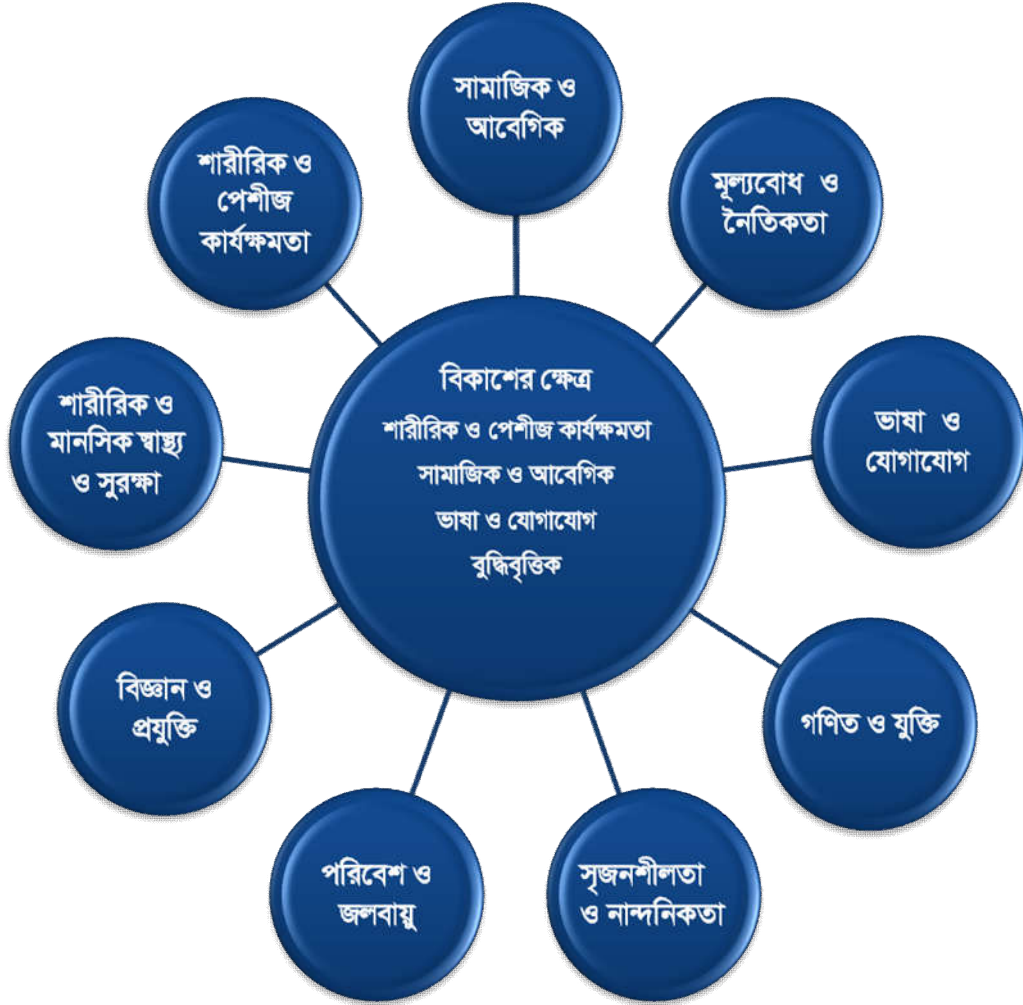 সামাজিক ও
আবেগিক
মূল্যবোধ ও
নৈতিকতা
ভাষা ও
যোগাযোগ
গণিত ও যুক্তি
সৃজনশীলতা
ও নান্দনিকতা
পরিবেশ ও
জলবায়ু
বিজ্ঞান ও
প্রযুক্তি
শারীরিক ও
মানসিক স্বাস্থ্য
ও সুরক্ষা
শারীরিক ও
পেশীজ
কার্যক্ষমতা
বিকাশের ক্ষেত্র
শারীরিক ও পেশীজ কার্যক্ষমতা
সামাজিক ও আবেগিক
ভাষা ও যোগাযোগ
বুদ্ধিবৃত্তিক